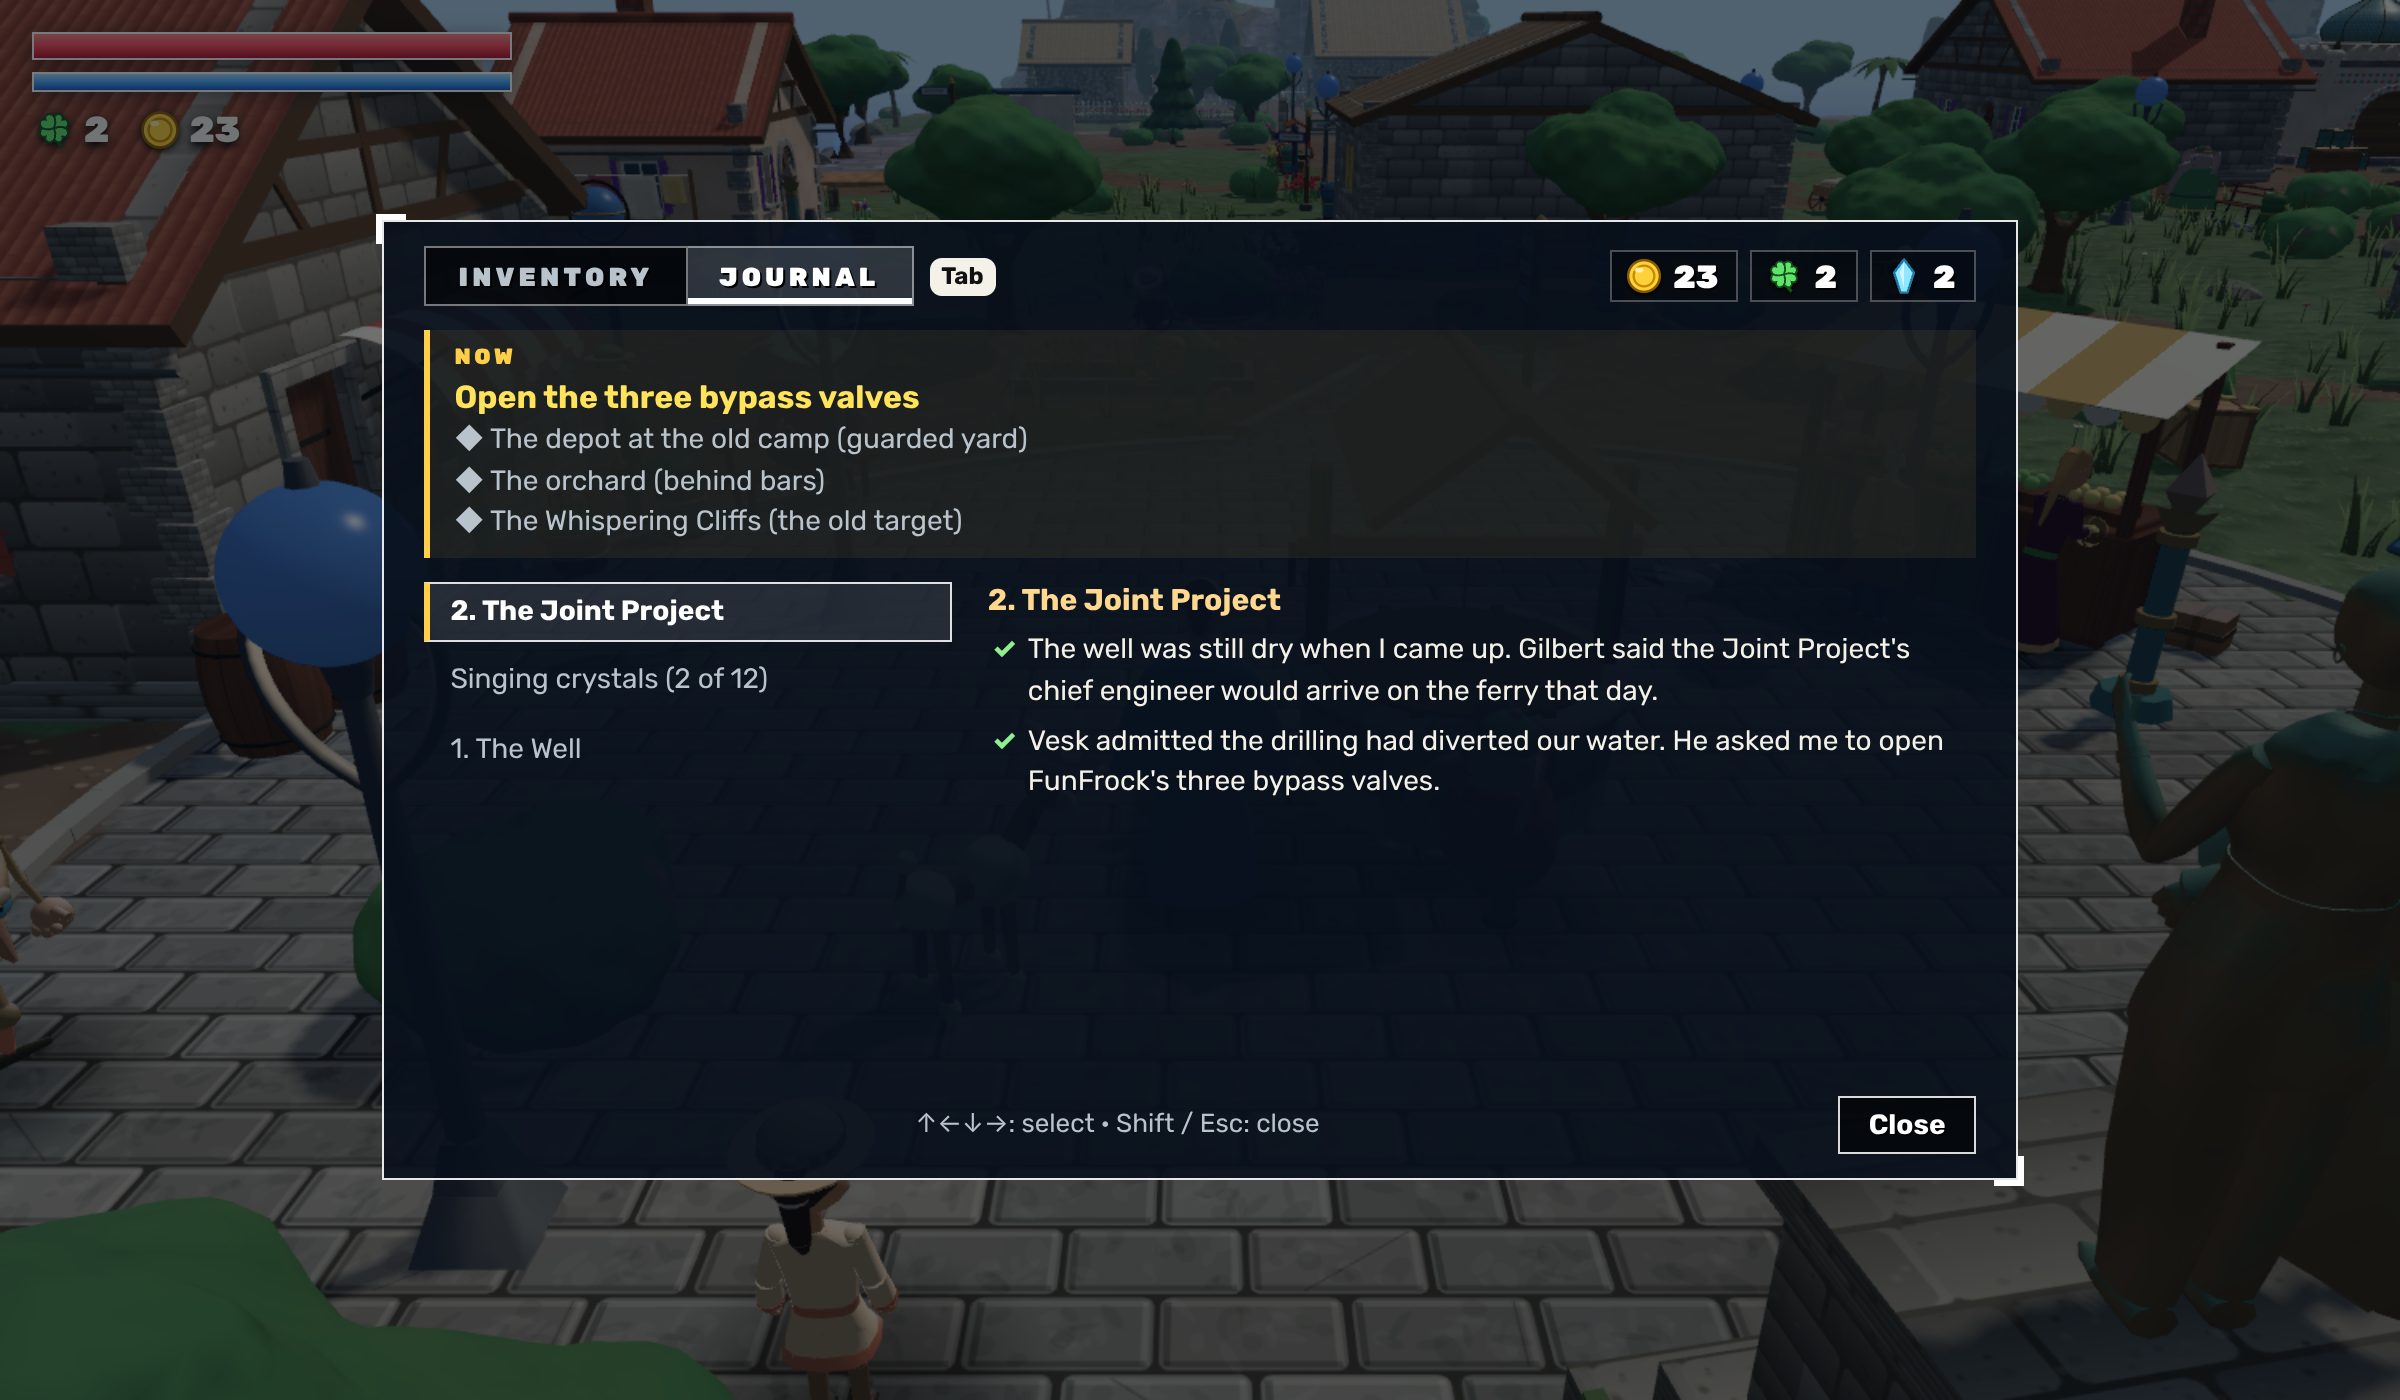 2 23
INVENTORY JOURNAL Tab 23 2 2
NOW
Open the three bypass valves
The depot at the old camp (guarded yard)
The orchard (behind bars)
The Whispering Cliffs (the old target)
2. The Joint Project
Singing crystals (2 of 12)
1. The Well
2. The Joint Project
✓ The well was still dry when I came up. Gilbert said the Joint Project's
chief engineer would arrive on the ferry that day.
✓ Vesk admitted the drilling had diverted our water. He asked me to open
FunFrock's three bypass valves.
↑←↓→: select • Shift / Esc: close
Close